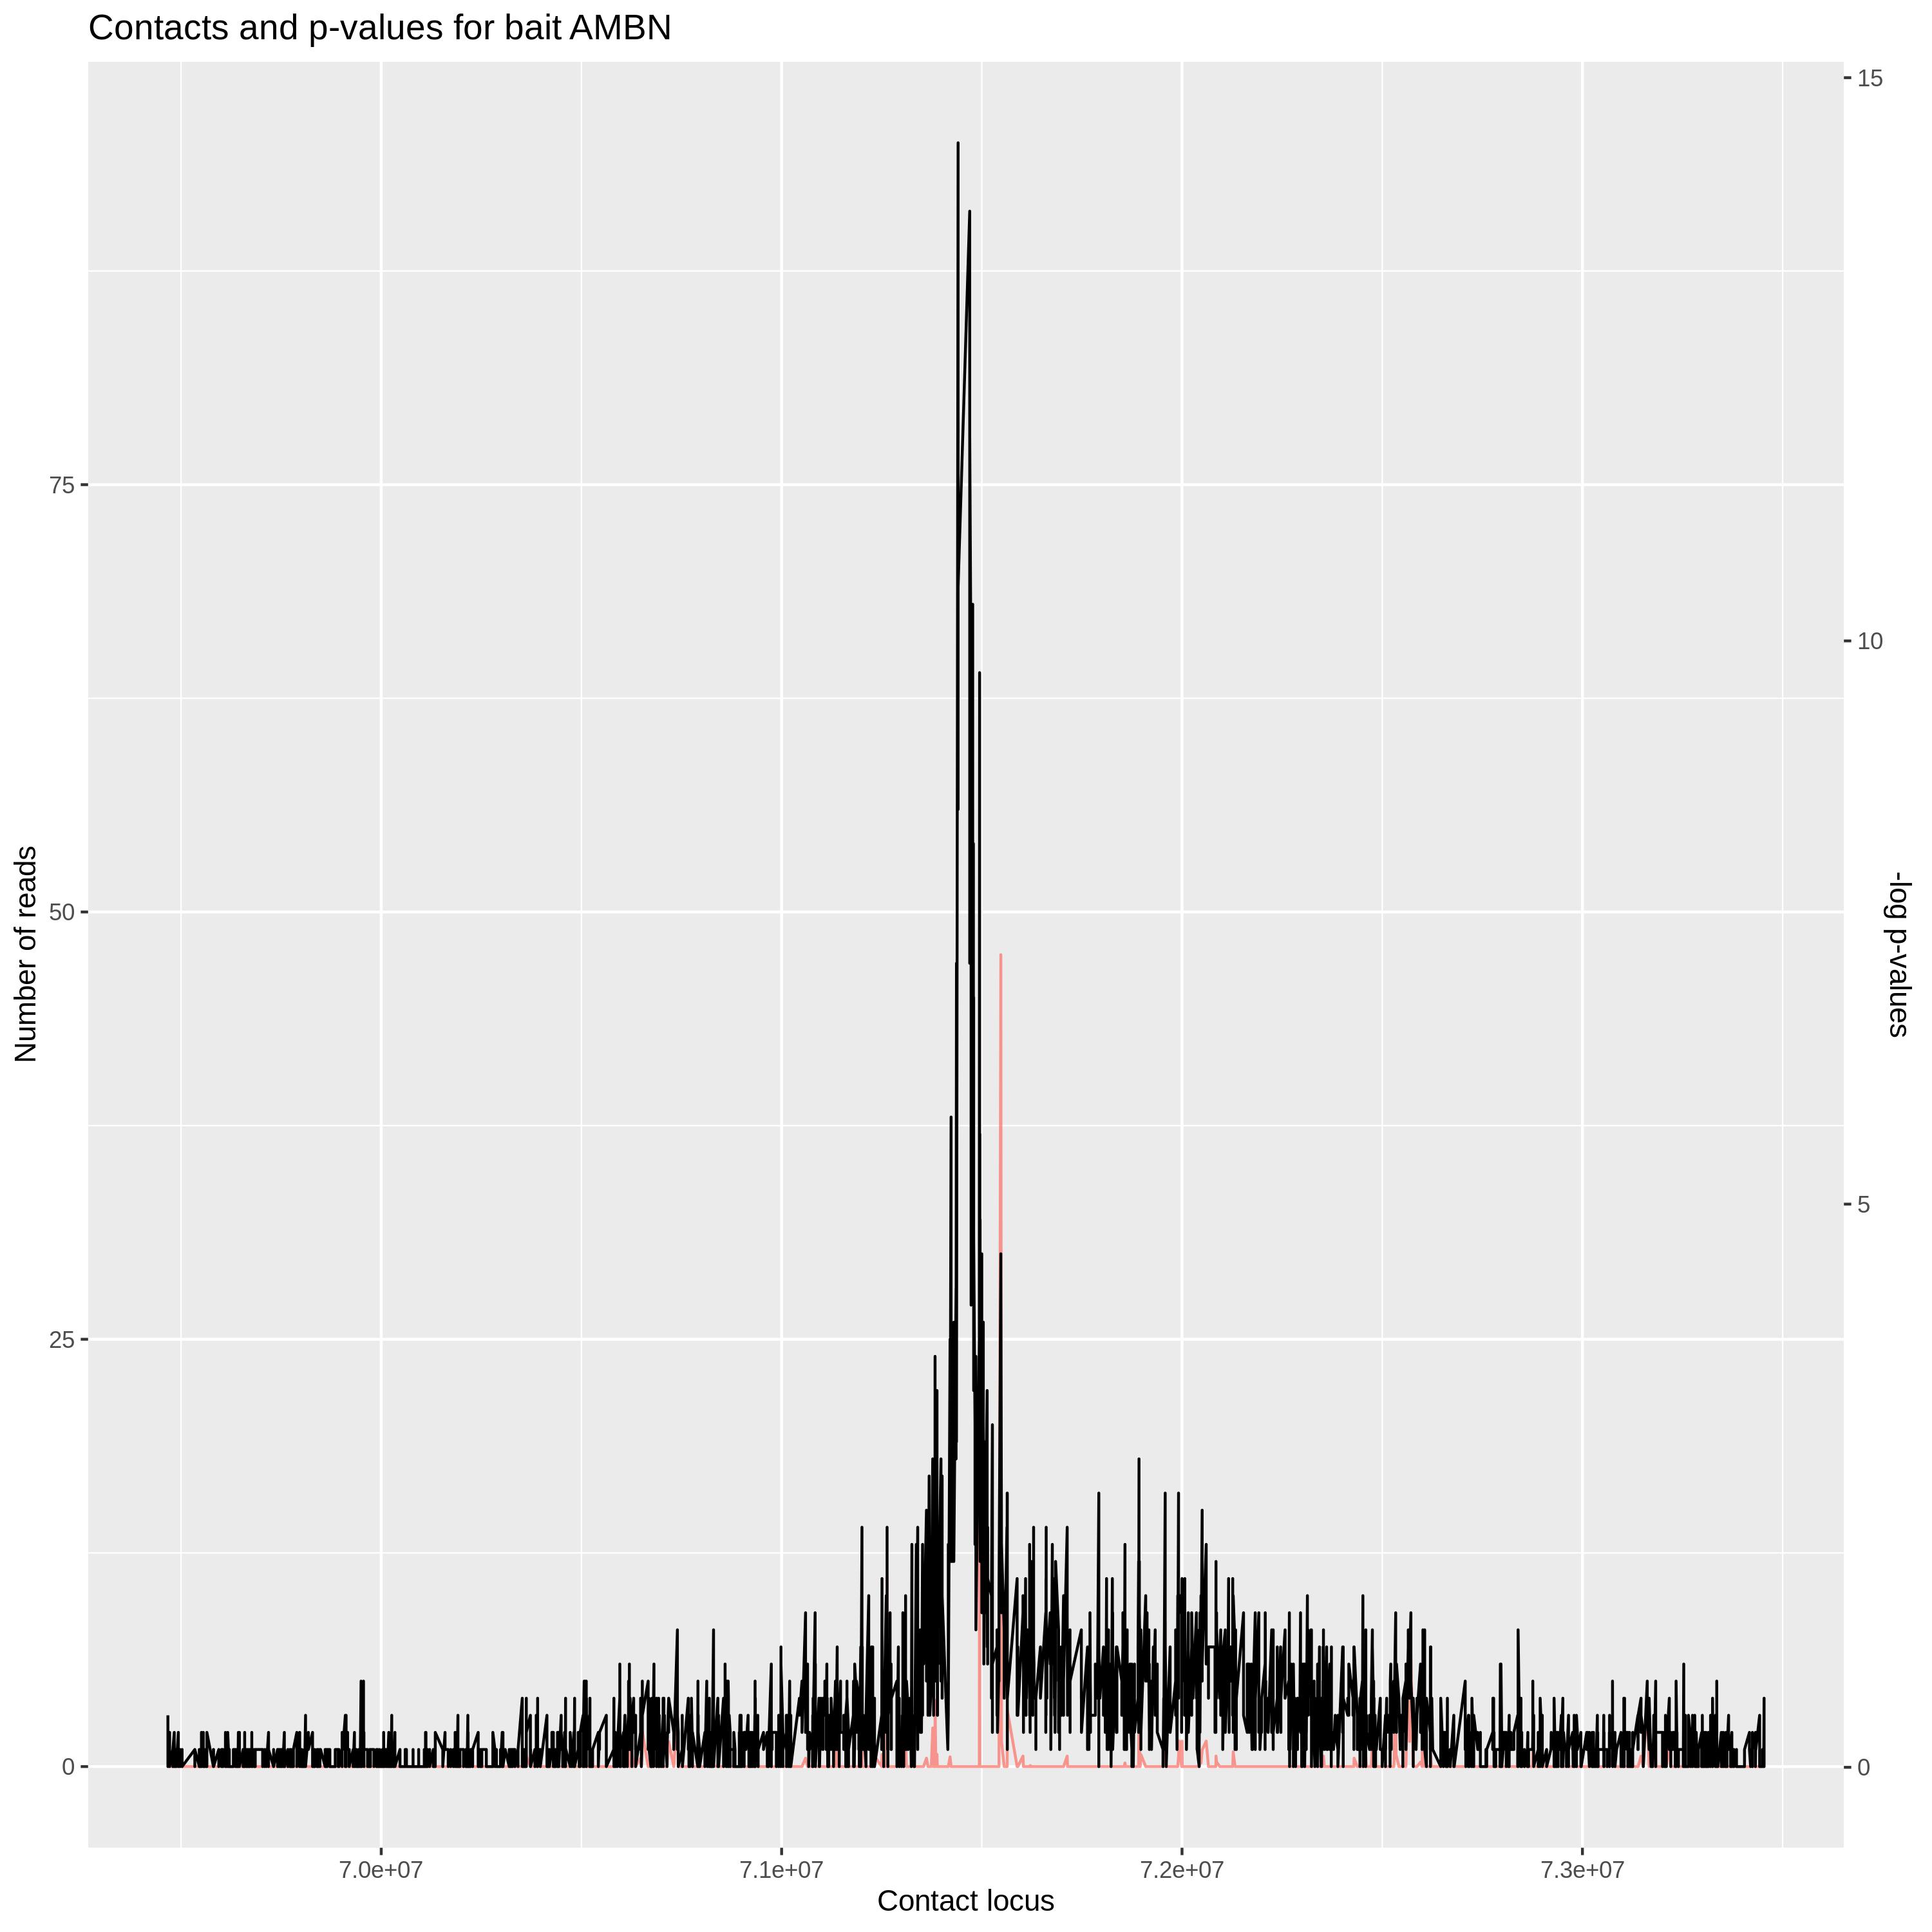 Contacts and p-values for bait AMBN
Number of reads
75
50
25
0
15
10
5
0
-log p-values
7.0e+07
7.1e+07
7.2e+07
7.3e+07
Contact locus